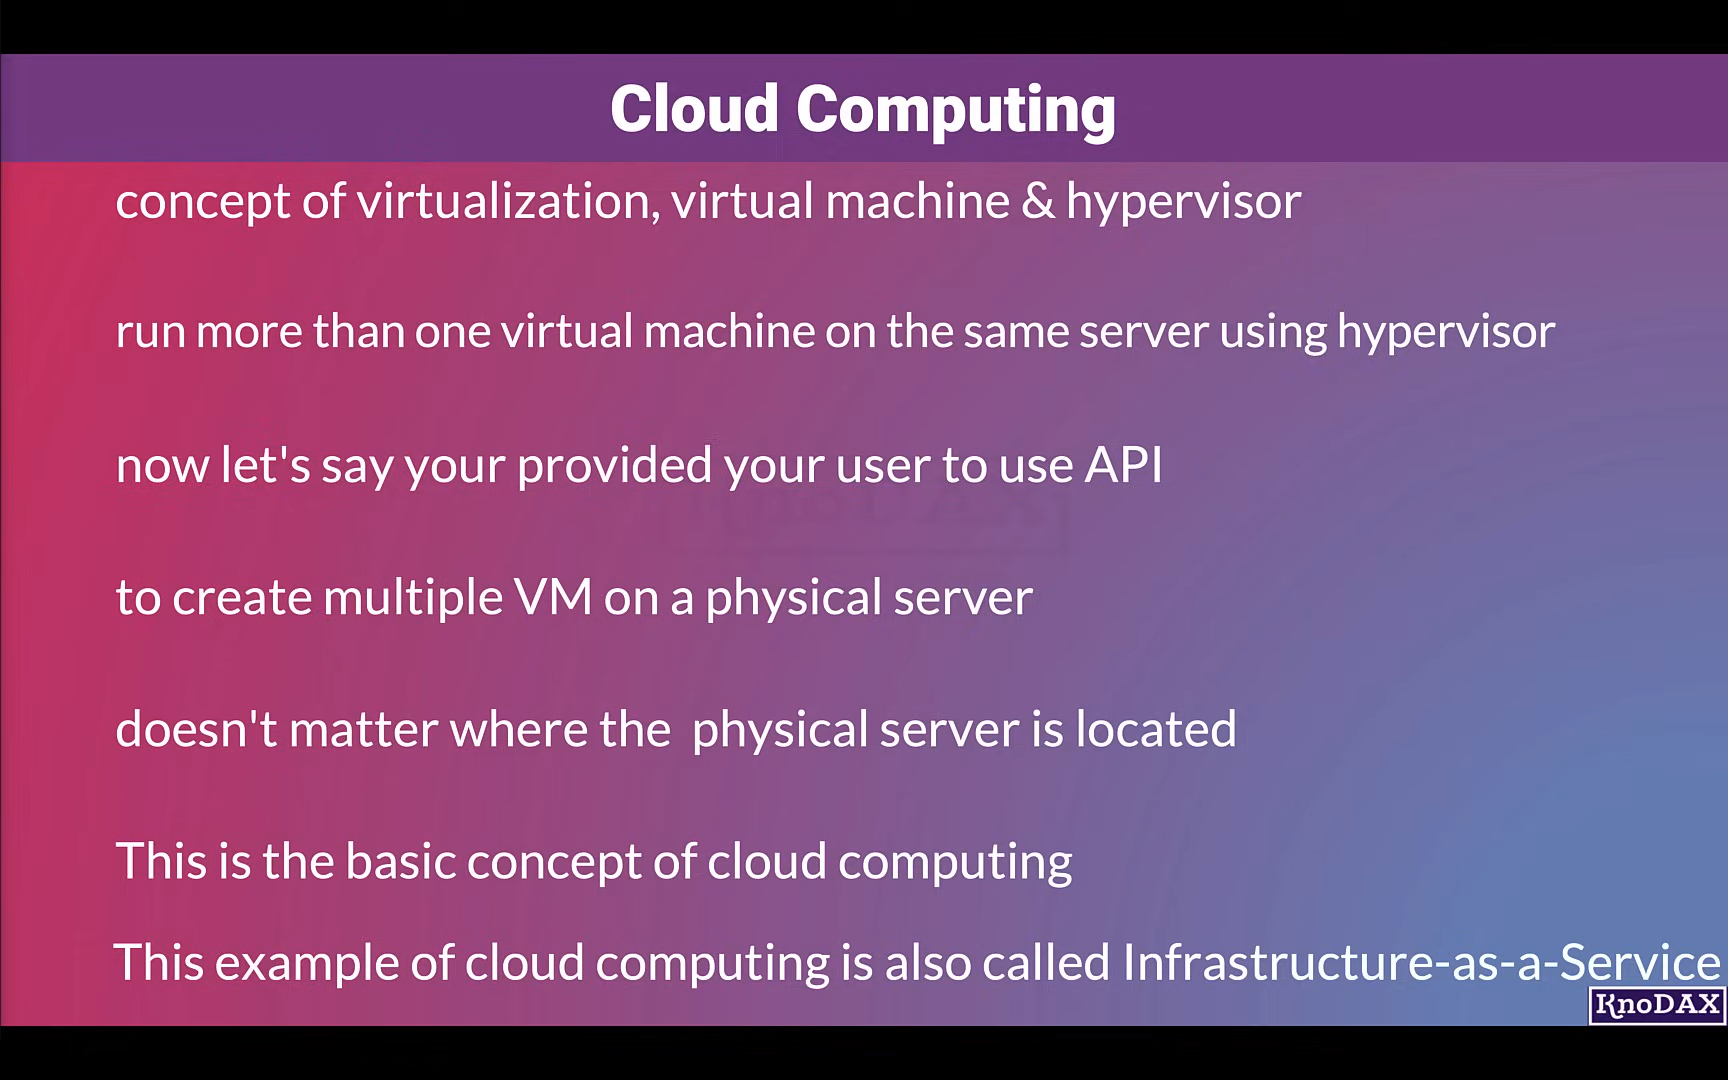 Cloud Computing
concept of virtualization, virtual machine & hypervisor
run more than one virtual machine on the same server using hypervisor
now let's say your provided your user to use API
to create multiple VM on a physical server
doesn't matter where the  physical server is located
This is the basic concept of cloud computing
This example of cloud computing is also called Infrastructure-as-a-Service
KnoDAX